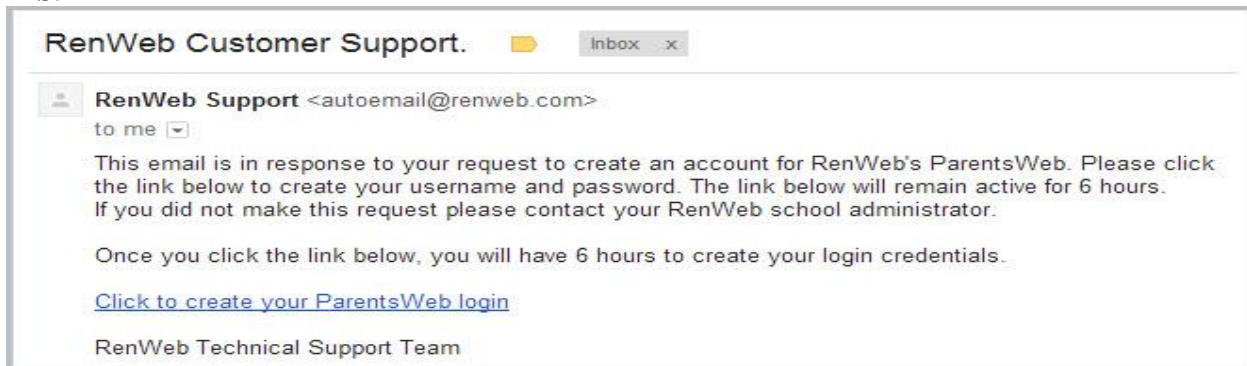 RenWeb Customer Support.
Inbox x
RenWeb Support <autoemail@renweb.com>
to me
This email is in response to your request to create an account for RenWeb's ParentsWeb. Please click
the link below to create your username and password. The link below will remain active for 6 hours.
If you did not make this request please contact your RenWeb school administrator.
Once you click the link below, you will have 6 hours to create your login credentials.
Click to create your ParentsWeb login
RenWeb Technical Support Team